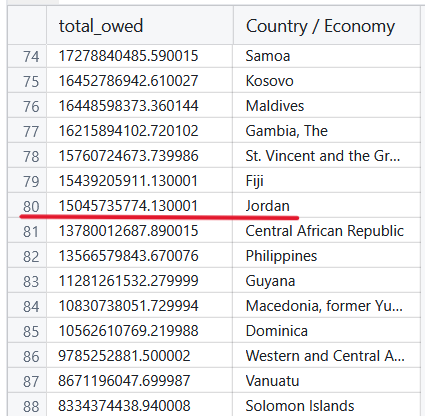 total_owed Country / Economy
74 17278840485.590015 Samoa
75 16452786942.610027 Kosovo
76 16448598373.360144 Maldives
77 16215894102.720102 Gambia, The
78 15760724673.739986 St. Vincent and the Gr...
79 15439205911.130001 Fiji
80 15045735774.130001 Jordan
81 13780012687.890015 Central African Republic
82 13566579843.670076 Philippines
83 11281261532.279999 Guyana
84 10830738051.729994 Macedonia, former Yu...
85 10562610769.219988 Dominica
86 9785252881.500002 Western and Central A...
87 8671196047.699987 Vanuatu
88 8334374438.940008 Solomon Islands